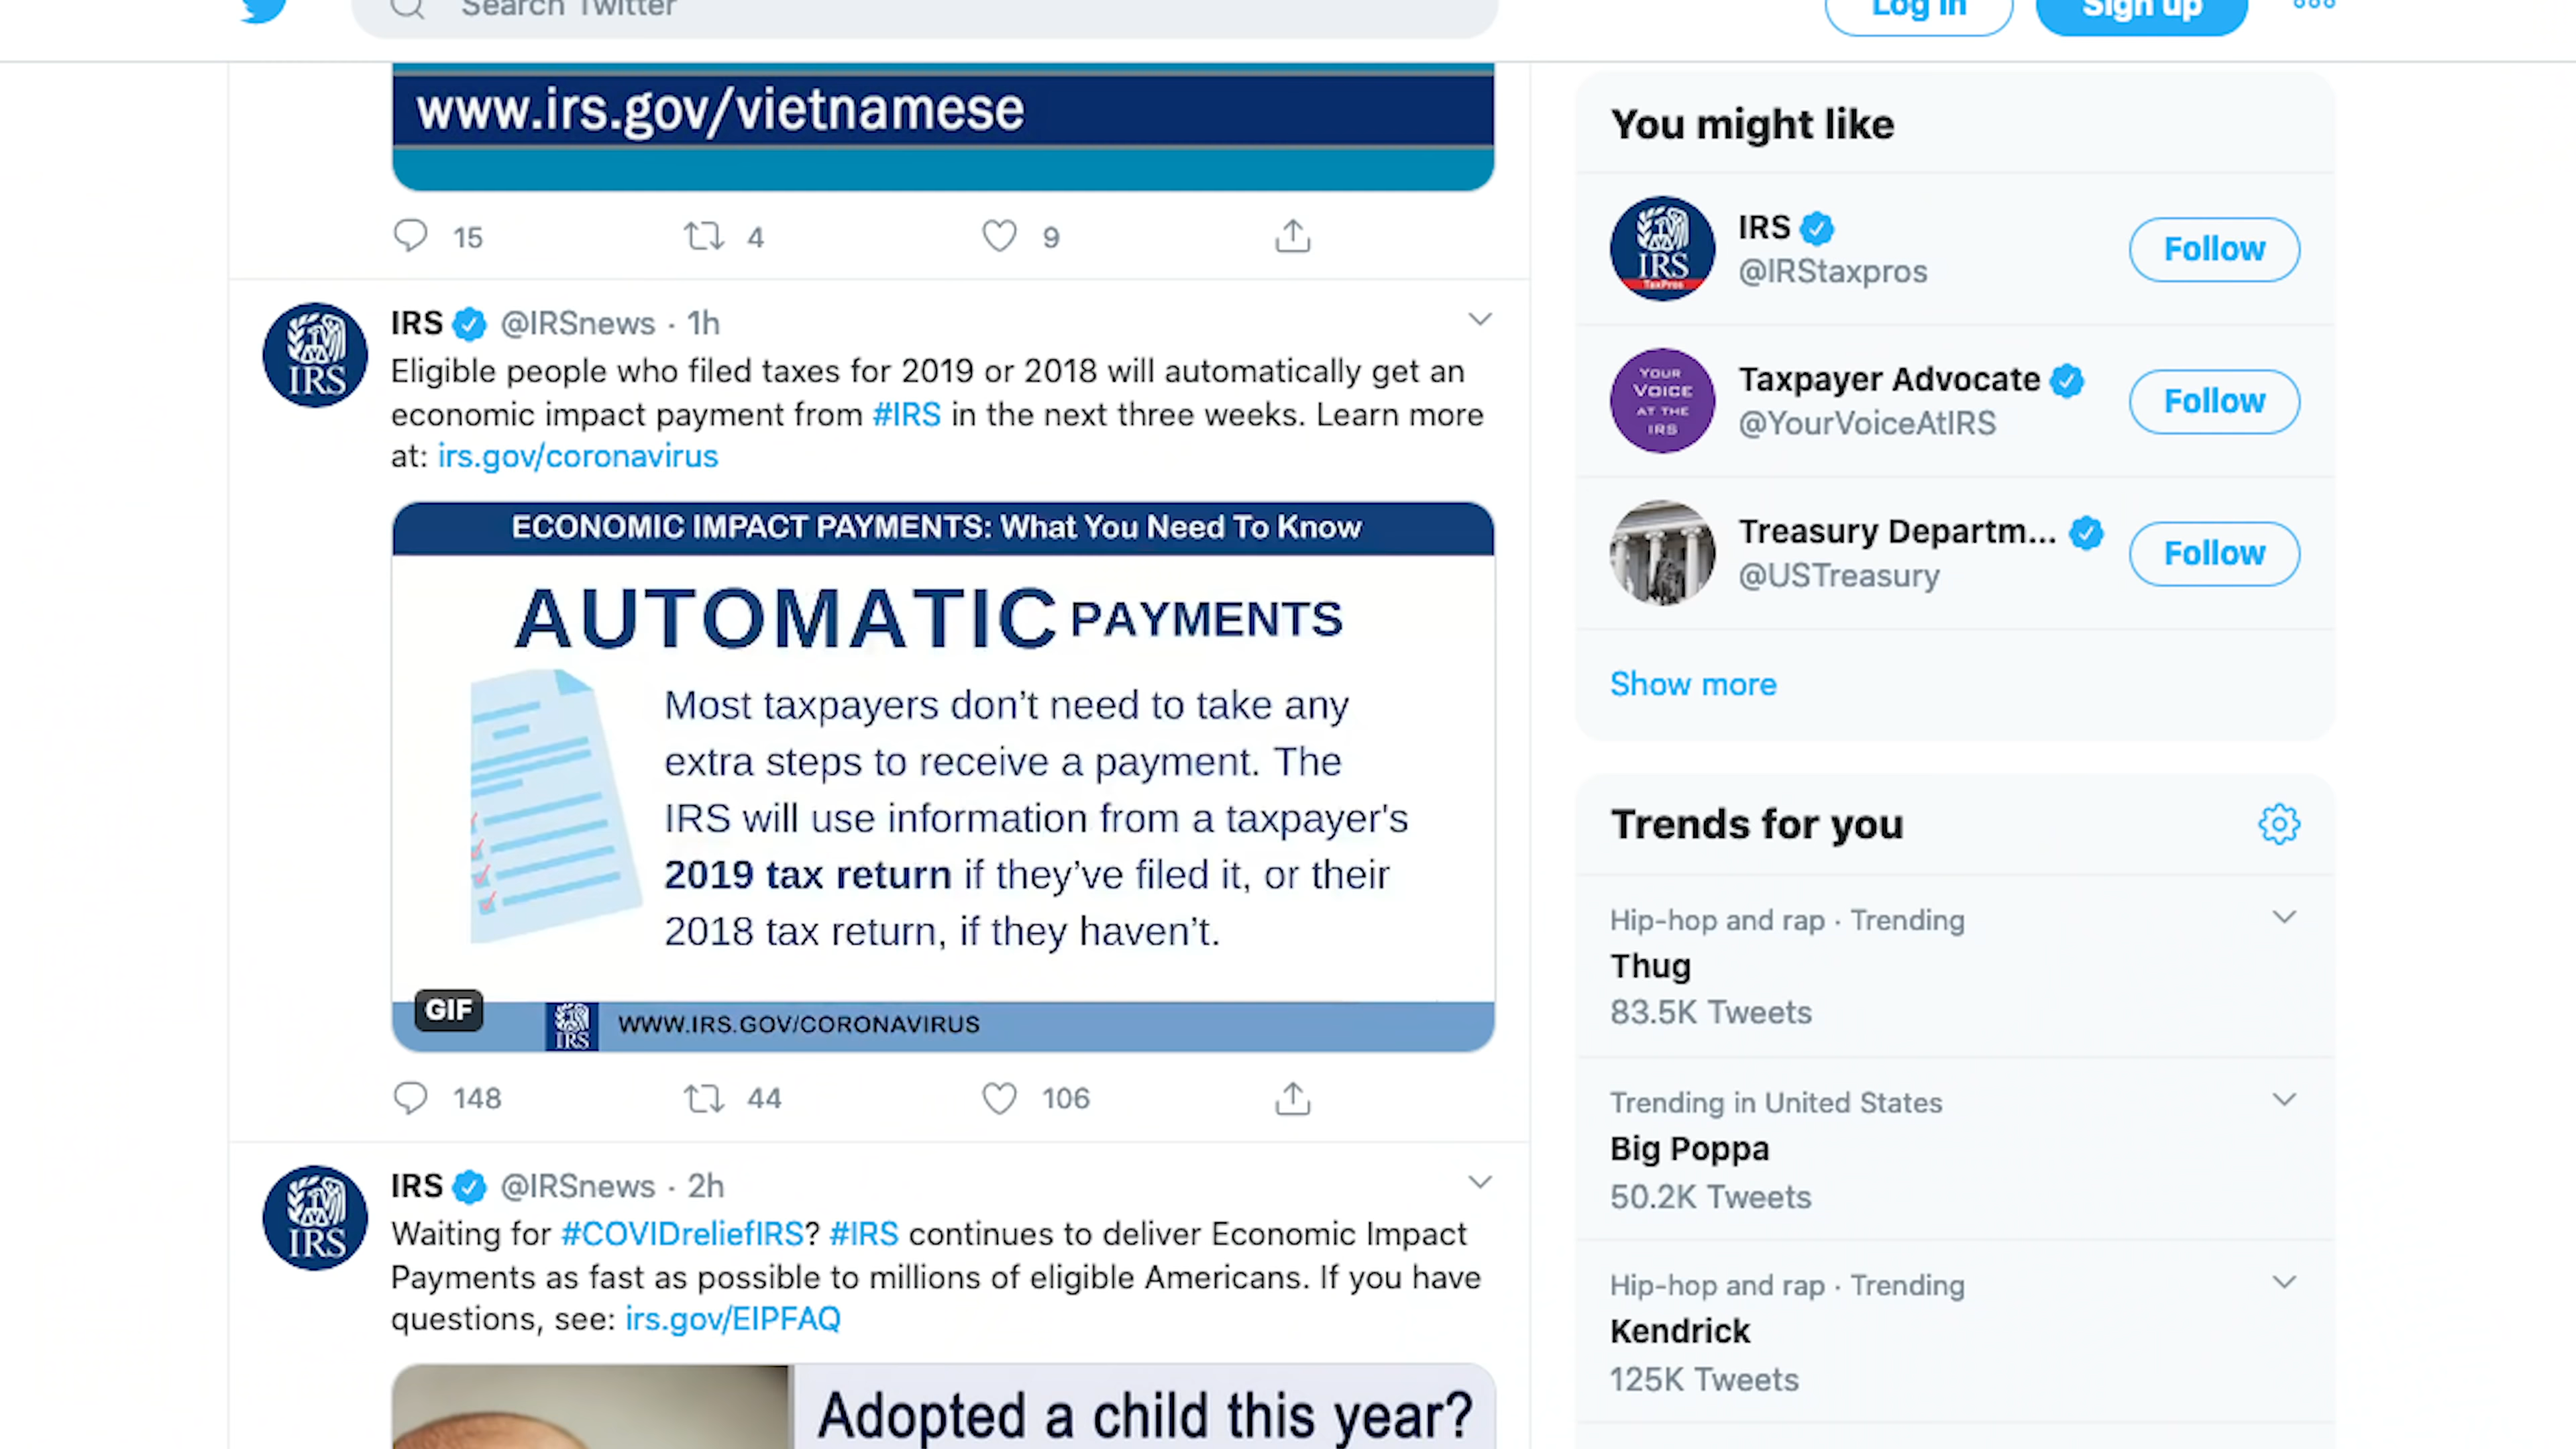 Search Twitter
Log in
Sign up
www.irs.gov/vietnamese
15
4
9
IRS @IRSnews · 1h
Eligible people who filed taxes for 2019 or 2018 will automatically get an
economic impact payment from #IRS in the next three weeks. Learn more
at: irs.gov/coronavirus
ECONOMIC IMPACT PAYMENTS: What You Need To Know
AUTOMATIC PAYMENTS
Most taxpayers don’t need to take any
extra steps to receive a payment. The
IRS will use information from a taxpayer's
2019 tax return if they’ve filed it, or their
2018 tax return, if they haven’t.
GIF
IRS
WWW.IRS.GOV/CORONAVIRUS
148
44
106
IRS
IRS @IRSnews · 2h
Waiting for #COVIDreliefIRS? #IRS continues to deliver Economic Impact
Payments as fast as possible to millions of eligible Americans. If you have
questions, see: irs.gov/EIPFAQ
IRS
Adopted a child this year?
You might like
IRS
TaxPros
IRS
@IRStaxpros
Follow
YOUR
VOICE
AT THE
IRS
Taxpayer Advocate
@YourVoiceAtIRS
Follow
Treasury Departm...
@USTreasury
Follow
Show more
Trends for you
Hip-hop and rap · Trending
Thug
83.5K Tweets
Trending in United States
Big Poppa
50.2K Tweets
Hip-hop and rap · Trending
Kendrick
125K Tweets